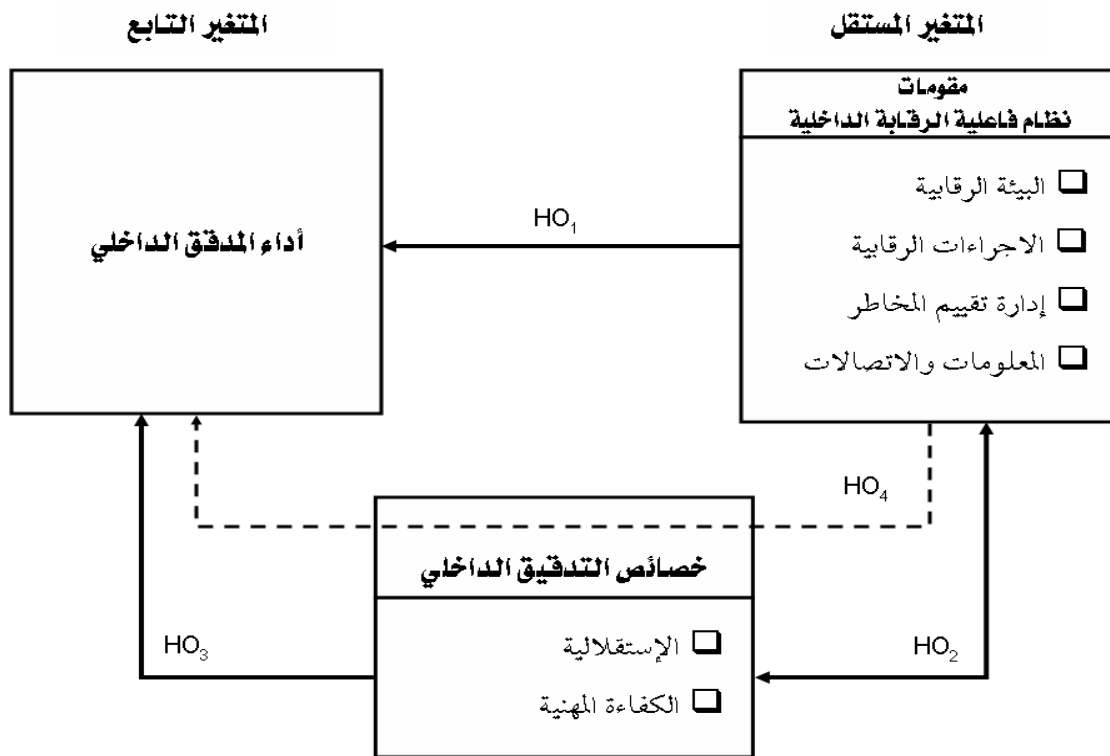 المتغير المستقل
المتغير التابع
مقومات
نظام فاعلية الرقابة الداخلية
البيئة الرقابية
الاجراءات الرقابية
إدارة تقييم المخاطر
المعلومات والاتصالات
HO₁
أداء المدقق الداخلي
HO₄
خصائص التدقيق الداخلي
الإستقلالية
الكفاءة المهنية
HO₂
HO₃